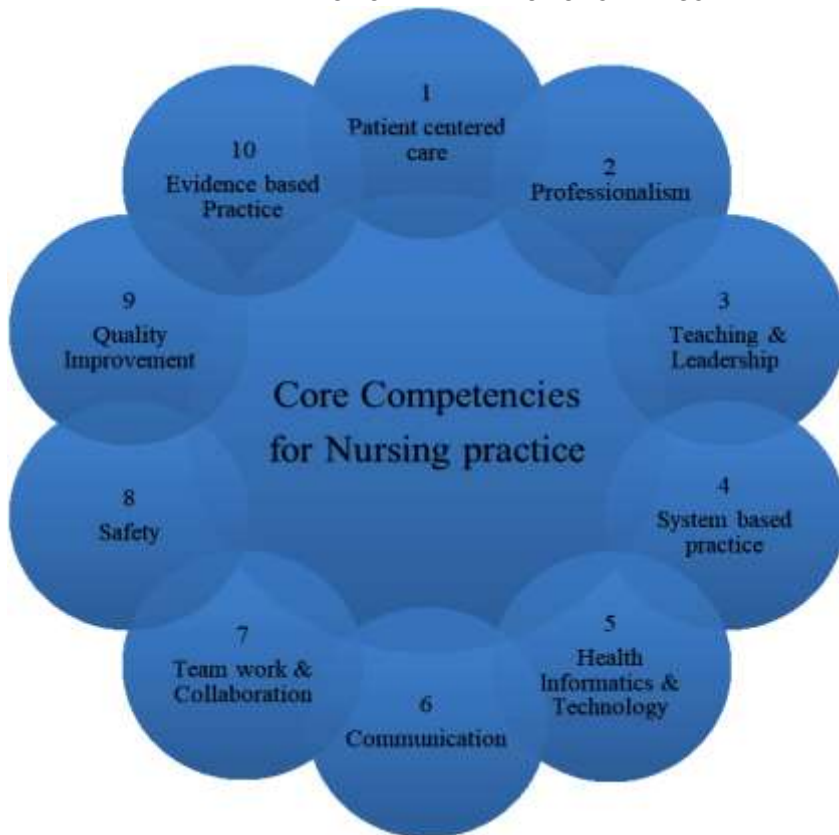 Core Competencies
for Nursing practice
1
Patient centered
care
2
Professionalism
3
Teaching &
Leadership
4
System based
practice
5
Health
Informatics &
Technology
6
Communication
7
Team work &
Collaboration
8
Safety
9
Quality
Improvement
10
Evidence based
Practice